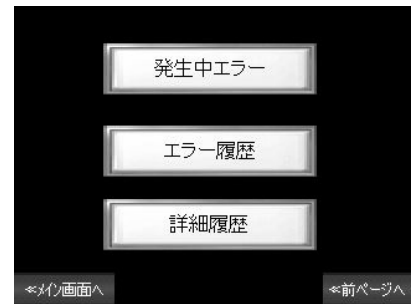 発生中エラー
エラー履歴
詳細履歴
≪ﾒｲﾝ画面へ
≪前ページへ